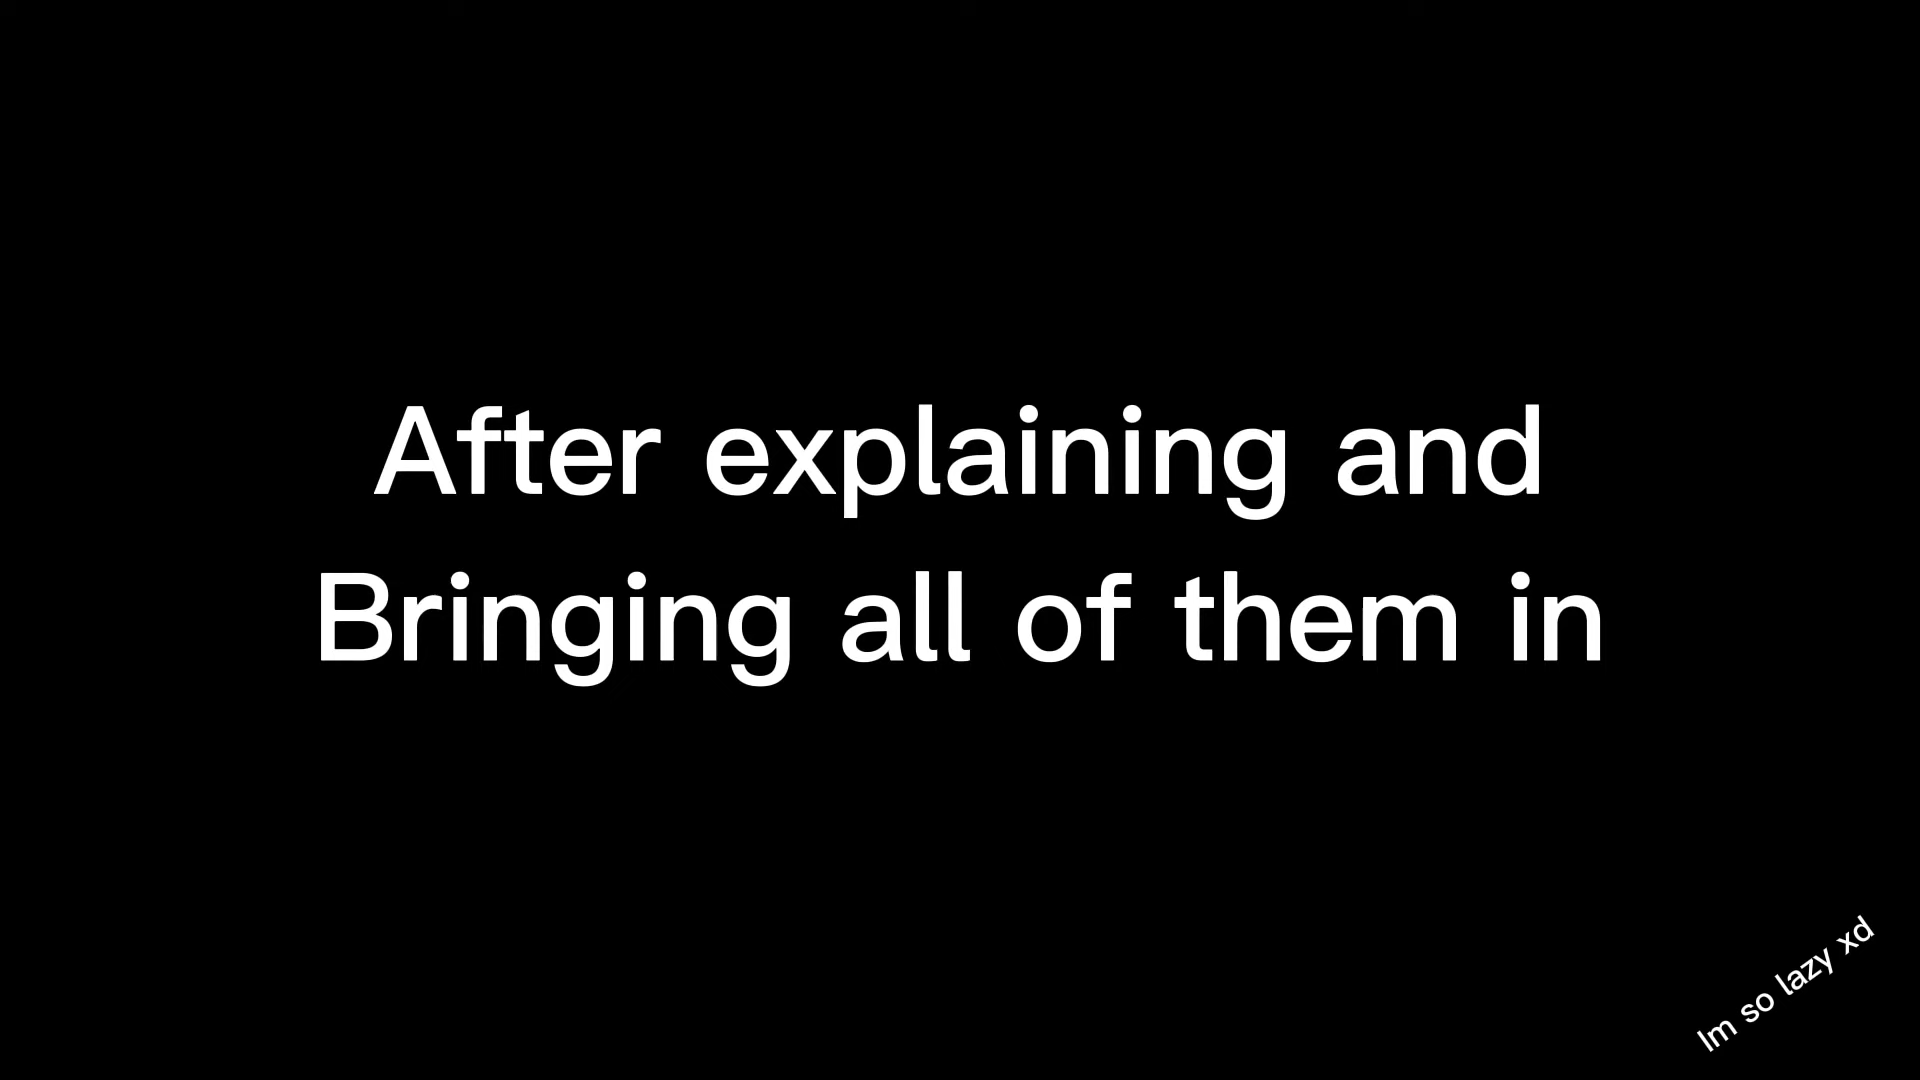 After explaining and
Bringing all of them in
Im so lazy xd